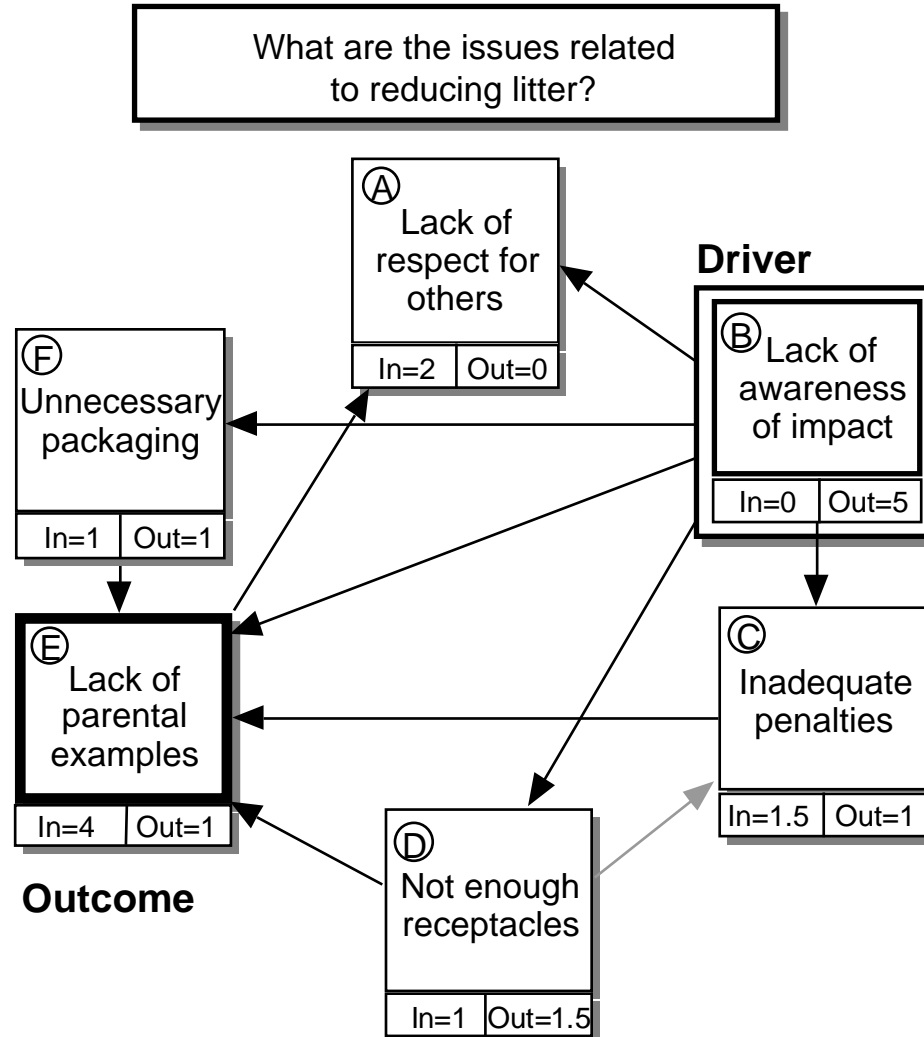 What are the issues related
to reducing litter?
A
Lack of
respect for
others
In=2 Out=0
Driver
B
Lack of
awareness
of impact
In=0 Out=5
F
Unnecessary
packaging
In=1 Out=1
E
Lack of
parental
examples
In=4 Out=1
Outcome
C
Inadequate
penalties
In=1.5 Out=1
D
Not enough
receptacles
In=1 Out=1.5